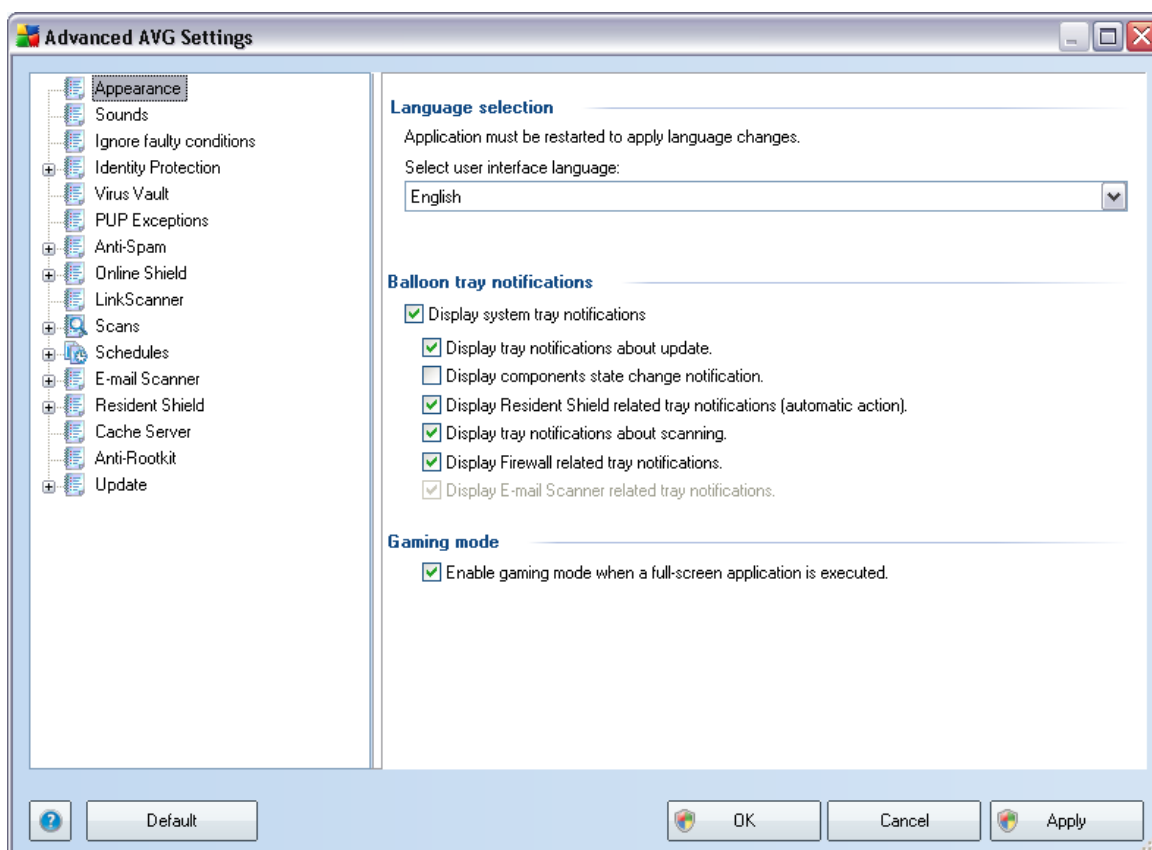 Advanced AVG Settings
Appearance
Sounds
Ignore faulty conditions
Identity Protection
Virus Vault
PUP Exceptions
Anti-Spam
Online Shield
LinkScanner
Scans
Schedules
E-mail Scanner
Resident Shield
Cache Server
Anti-Rootkit
Update
Language selection
Application must be restarted to apply language changes.
Select user interface language:
English
Balloon tray notifications
Display system tray notifications
Display tray notifications about update.
Display components state change notification.
Display Resident Shield related tray notifications (automatic action).
Display tray notifications about scanning.
Display Firewall related tray notifications.
Display E-mail Scanner related tray notifications.
Gaming mode
Enable gaming mode when a full-screen application is executed.
Default
OK
Cancel
Apply